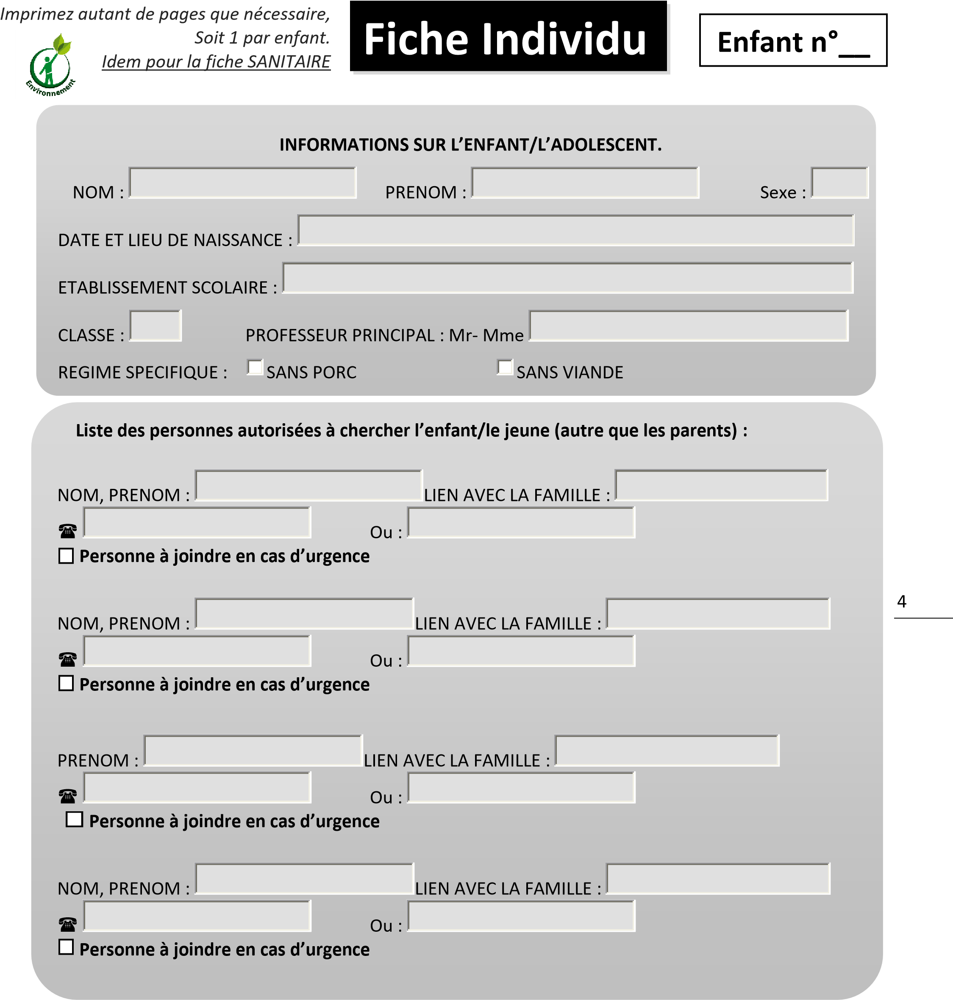 Imprimez autant de pages que nécessaire,
Soit 1 par enfant.
Idem pour la fiche SANITAIRE
Environnement
Fiche Individu
Enfant n°__
INFORMATIONS SUR L’ENFANT/L’ADOLESCENT.
NOM : PRENOM : Sexe :
DATE ET LIEU DE NAISSANCE :
ETABLISSEMENT SCOLAIRE :
CLASSE : PROFESSEUR PRINCIPAL : Mr- Mme
REGIME SPECIFIQUE : SANS PORC SANS VIANDE
Liste des personnes autorisées à chercher l’enfant/le jeune (autre que les parents) :
NOM, PRENOM : LIEN AVEC LA FAMILLE :
☎ Ou :
Personne à joindre en cas d’urgence
4
NOM, PRENOM : LIEN AVEC LA FAMILLE :
☎ Ou :
Personne à joindre en cas d’urgence
PRENOM : LIEN AVEC LA FAMILLE :
☎ Ou :
Personne à joindre en cas d’urgence
NOM, PRENOM : LIEN AVEC LA FAMILLE :
☎ Ou :
Personne à joindre en cas d’urgence